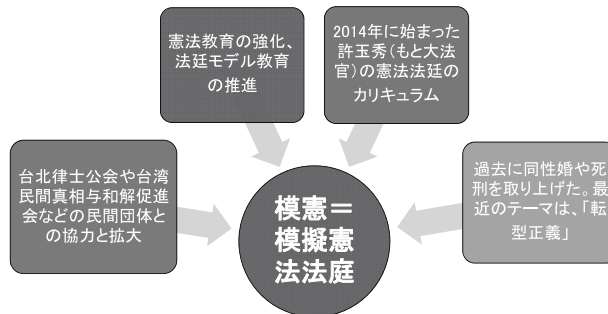 憲法教育の強化、
法廷モデル教育
の推進
2014年に始まった
許玉秀(もと大法
官)の憲法法廷の
カリキュラム
台北律士公会や台湾
民間真相与和解促進
会などの民間団体と
の協力と拡大
模憲＝
模擬憲
法法庭
過去に同性婚や死
刑を取り上げた。最
近のテーマは、「転
型正義」